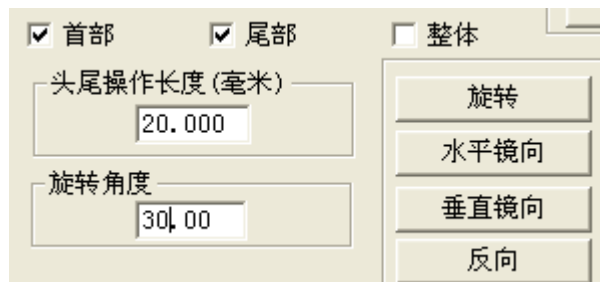 首部 尾部 整体
头尾操作长度(毫米)
20.000
旋转角度
30.00
旋转
水平镜向
垂直镜向
反向